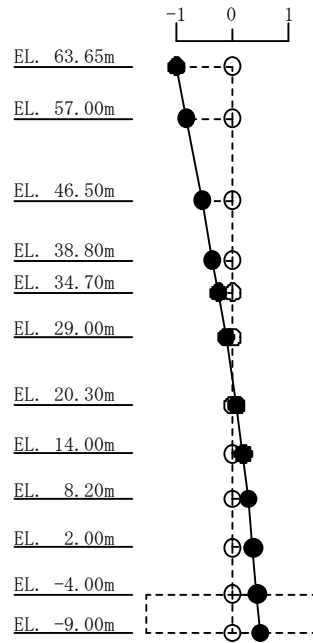 -1 0 1
EL. 63.65m
EL. 57.00m
EL. 46.50m
EL. 38.80m
EL. 34.70m
EL. 29.00m
EL. 20.30m
EL. 14.00m
EL. 8.20m
EL. 2.00m
EL. -4.00m
EL. -9.00m